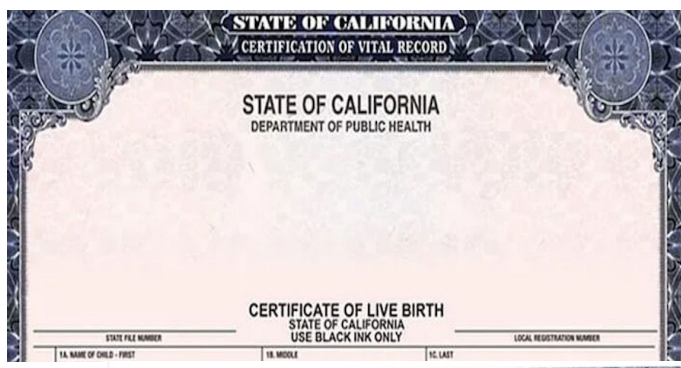 STATE OF CALIFORNIA
CERTIFICATION OF VITAL RECORD
STATE OF CALIFORNIA
DEPARTMENT OF PUBLIC HEALTH
CERTIFICATE OF LIVE BIRTH
STATE OF CALIFORNIA
USE BLACK INK ONLY
STATE FILE NUMBER
LOCAL REGISTRATION NUMBER
1A. NAME OF CHILD - FIRST
1B. MIDDLE
1C. LAST